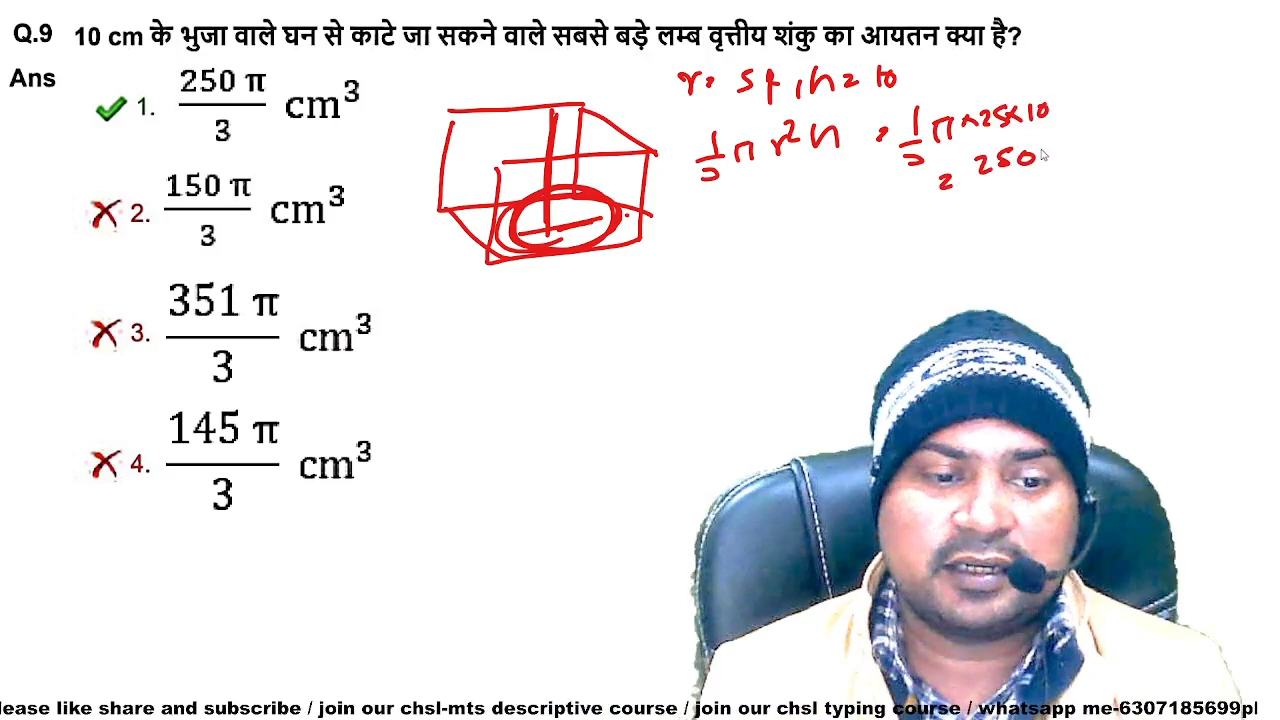 Q.9 10 cm के भुजा वाले घन से काटे जा सकने वाले सबसे बड़े लम्ब वृत्तीय शंकु का आयतन क्या है?
Ans
1. 250 π / 3 cm³
2. 150 π / 3 cm³
3. 351 π / 3 cm³
4. 145 π / 3 cm³
r = 5 , h = 10
1/3 π r² h = 1/3 π × 25 × 10
= 250
lease like share and subscribe / join our chsl-mts descriptive course / join our chsl typing course / whatsapp me-6307185699pl